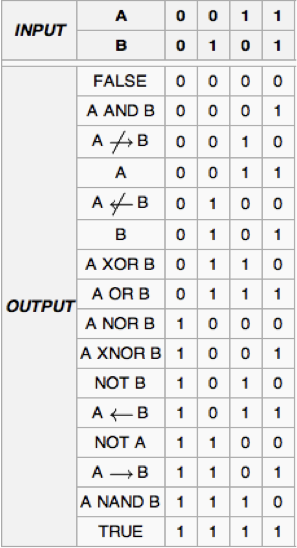 INPUT A 0 0 1 1
B 0 1 0 1
FALSE 0 0 0 0
A AND B 0 0 0 1
A ↛ B 0 0 1 0
A 0 0 1 1
A ↚ B 0 1 0 0
B 0 1 0 1
A XOR B 0 1 1 0
A OR B 0 1 1 1
OUTPUT
A NOR B 1 0 0 0
A XNOR B 1 0 0 1
NOT B 1 0 1 0
A ← B 1 0 1 1
NOT A 1 1 0 0
A → B 1 1 0 1
A NAND B 1 1 1 0
TRUE 1 1 1 1